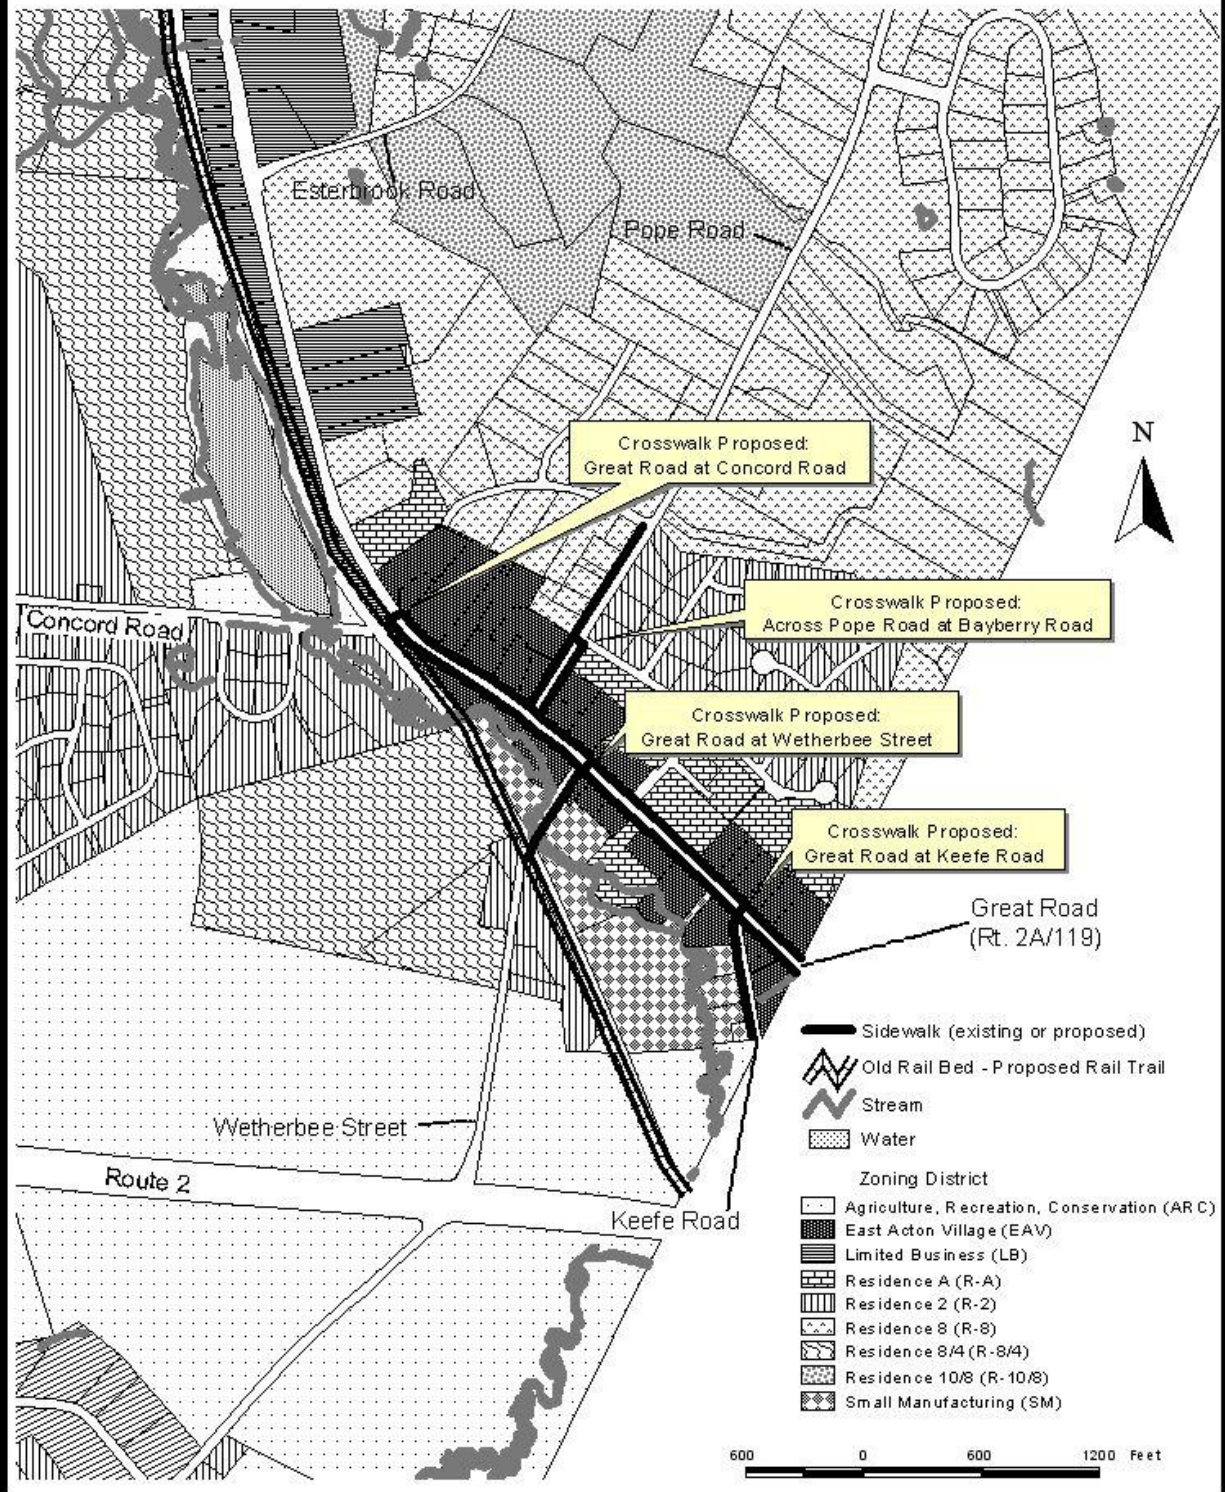 Esterbrook Road
Pope Road
Crosswalk Proposed:
Great Road at Concord Road
N
Crosswalk Proposed:
Across Pope Road at Bayberry Road
Concord Road
Crosswalk Proposed:
Great Road at Wetherbee Street
Crosswalk Proposed:
Great Road at Keefe Road
Great Road
(Rt. 2A/119)
Sidewalk (existing or proposed)
Old Rail Bed - Proposed Rail Trail
Stream
Water
Wetherbee Street
Route 2
Keefe Road
Zoning District
Agriculture, Recreation, Conservation (ARC)
East Acton Village (EAV)
Limited Business (LB)
Residence A (R-A)
Residence 2 (R-2)
Residence 8 (R-8)
Residence 8/4 (R-8/4)
Residence 10/8 (R-10/8)
Small Manufacturing (SM)
600 0 600 1200 Feet